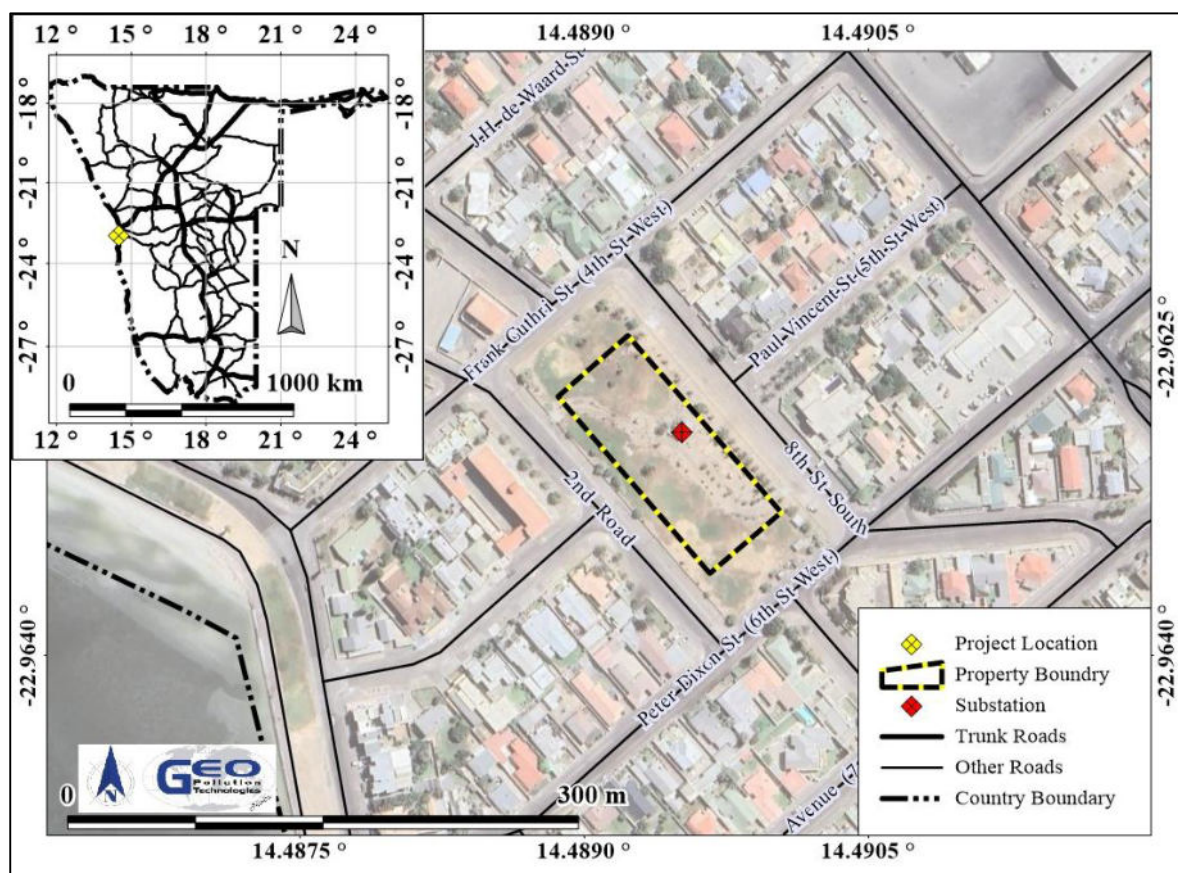 12 ° 15 ° 18 ° 21 ° 24 °
14.4890 ° 14.4905 °
-18 °
-21 °
-24 °
-27 °
-18 °
-21 °
-24 °
-27 °
N
0 1000 km
12 ° 15 ° 18 ° 21 ° 24 °
J.H. de Waard St
Frank Guthri St (4th St West)
Paul Vincent St (5th St West)
8th St South
2nd Road
Peter Dixon St (6th St West)
Avenue (7
-22.9625 °
-22.9640 °
-22.9640 °
Project Location
Property Boundry
Substation
Trunk Roads
Other Roads
Country Boundary
N
GEO
Pollution
Technologies
0 300 m
14.4875 ° 14.4890 ° 14.4905 °